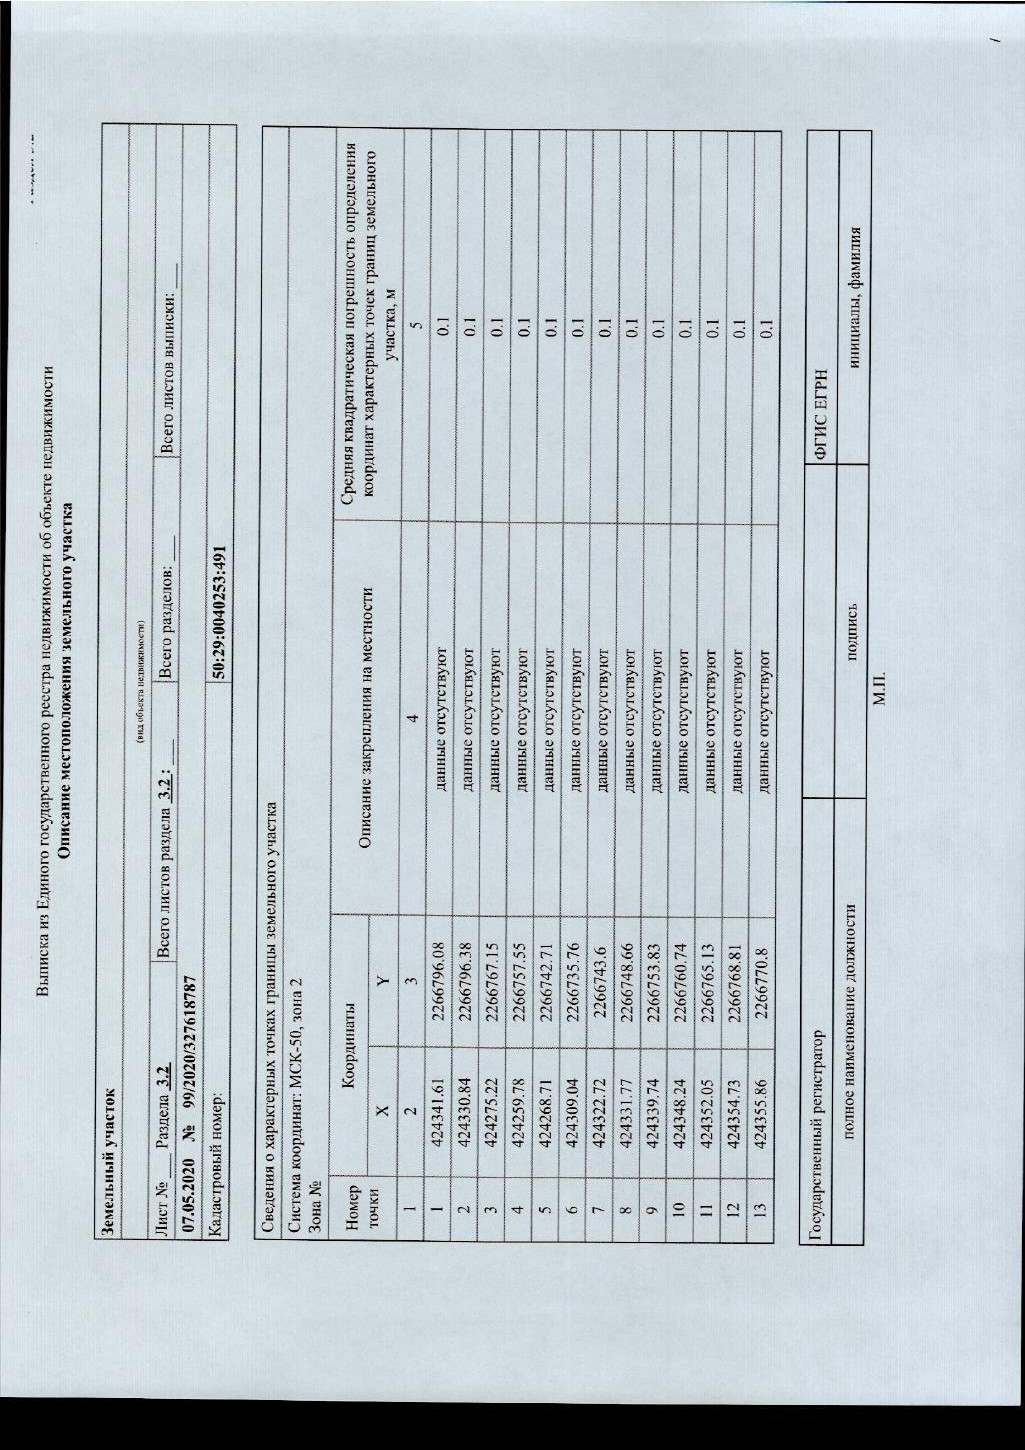 Выписка из Единого государственного реестра недвижимости об объекте недвижимости
Описание местоположения земельного участка
Земельный участок
(вид объекта недвижимости)
Лист № ___ Раздела 3.2 Всего листов раздела 3.2 : ___ Всего разделов: ___ Всего листов выписки: ___
07.05.2020 № 99/2020/327618787
Кадастровый номер: 50:29:0040253:491
Сведения о характерных точках границы земельного участка
Система координат: МСК-50, зона 2
Зона №
Номер точки Координаты Описание закрепления на местности Средняя квадратическая погрешность определения координат характерных точек границ земельного участка, м
X Y
1 2 3 4 5
1 424341.61 2266796.08 данные отсутствуют 0.1
2 424330.84 2266796.38 данные отсутствуют 0.1
3 424275.22 2266767.15 данные отсутствуют 0.1
4 424259.78 2266757.55 данные отсутствуют 0.1
5 424268.71 2266742.71 данные отсутствуют 0.1
6 424309.04 2266735.76 данные отсутствуют 0.1
7 424322.72 2266743.6 данные отсутствуют 0.1
8 424331.77 2266748.66 данные отсутствуют 0.1
9 424339.74 2266753.83 данные отсутствуют 0.1
10 424348.24 2266760.74 данные отсутствуют 0.1
11 424352.05 2266765.13 данные отсутствуют 0.1
12 424354.73 2266768.81 данные отсутствуют 0.1
13 424355.86 2266770.8 данные отсутствуют 0.1
Государственный регистратор ФГИС ЕГРН
полное наименование должности подпись инициалы, фамилия
М.П.